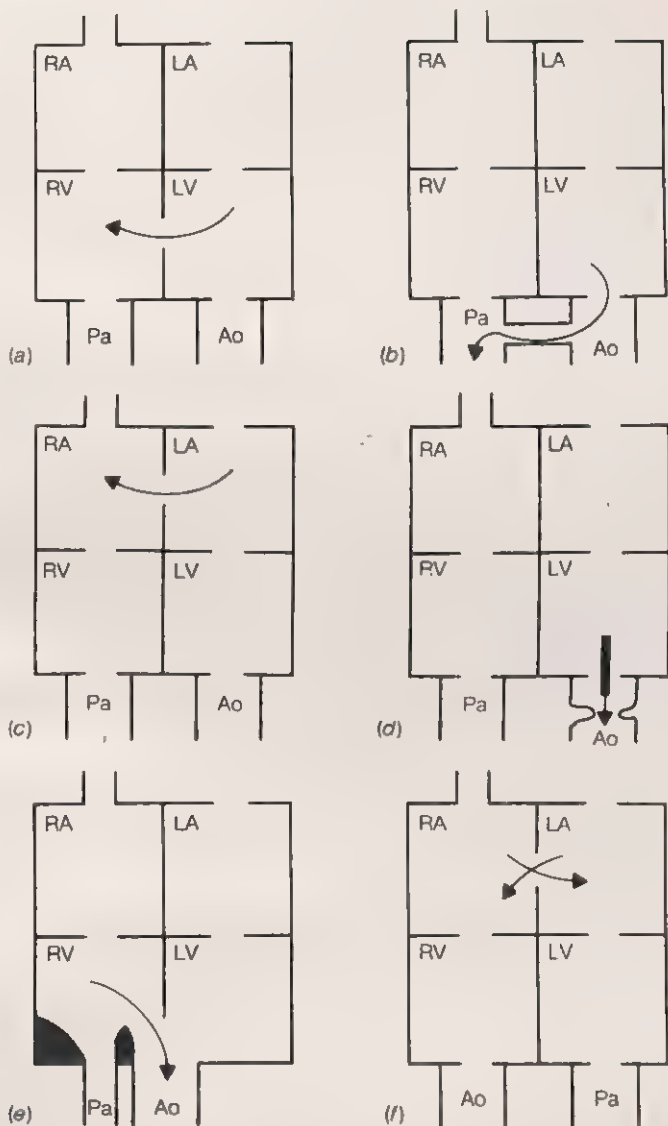 RA LA RA LA
RV LV RV LV
Pa Ao Pa Ao
(a) (b)
RA LA RA LA
RV LV RV LV
Pa Ao Pa Ao
(c) (d)
RA LA RA LA
RV LV RV LV
Pa Ao Ao Pa
(e) (f)